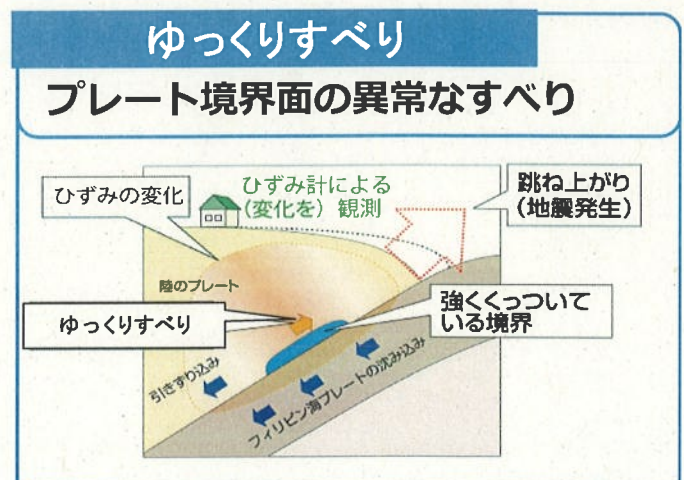 ゆっくりすべり
プレート境界面の異常なすべり
ひずみの変化
ひずみ計による
(変化を) 観測
跳ね上がり
(地震発生)
陸のプレート
ゆっくりすべり
強くくっついて
いる境界
引きずり込み
フィリピン海プレートの沈み込み